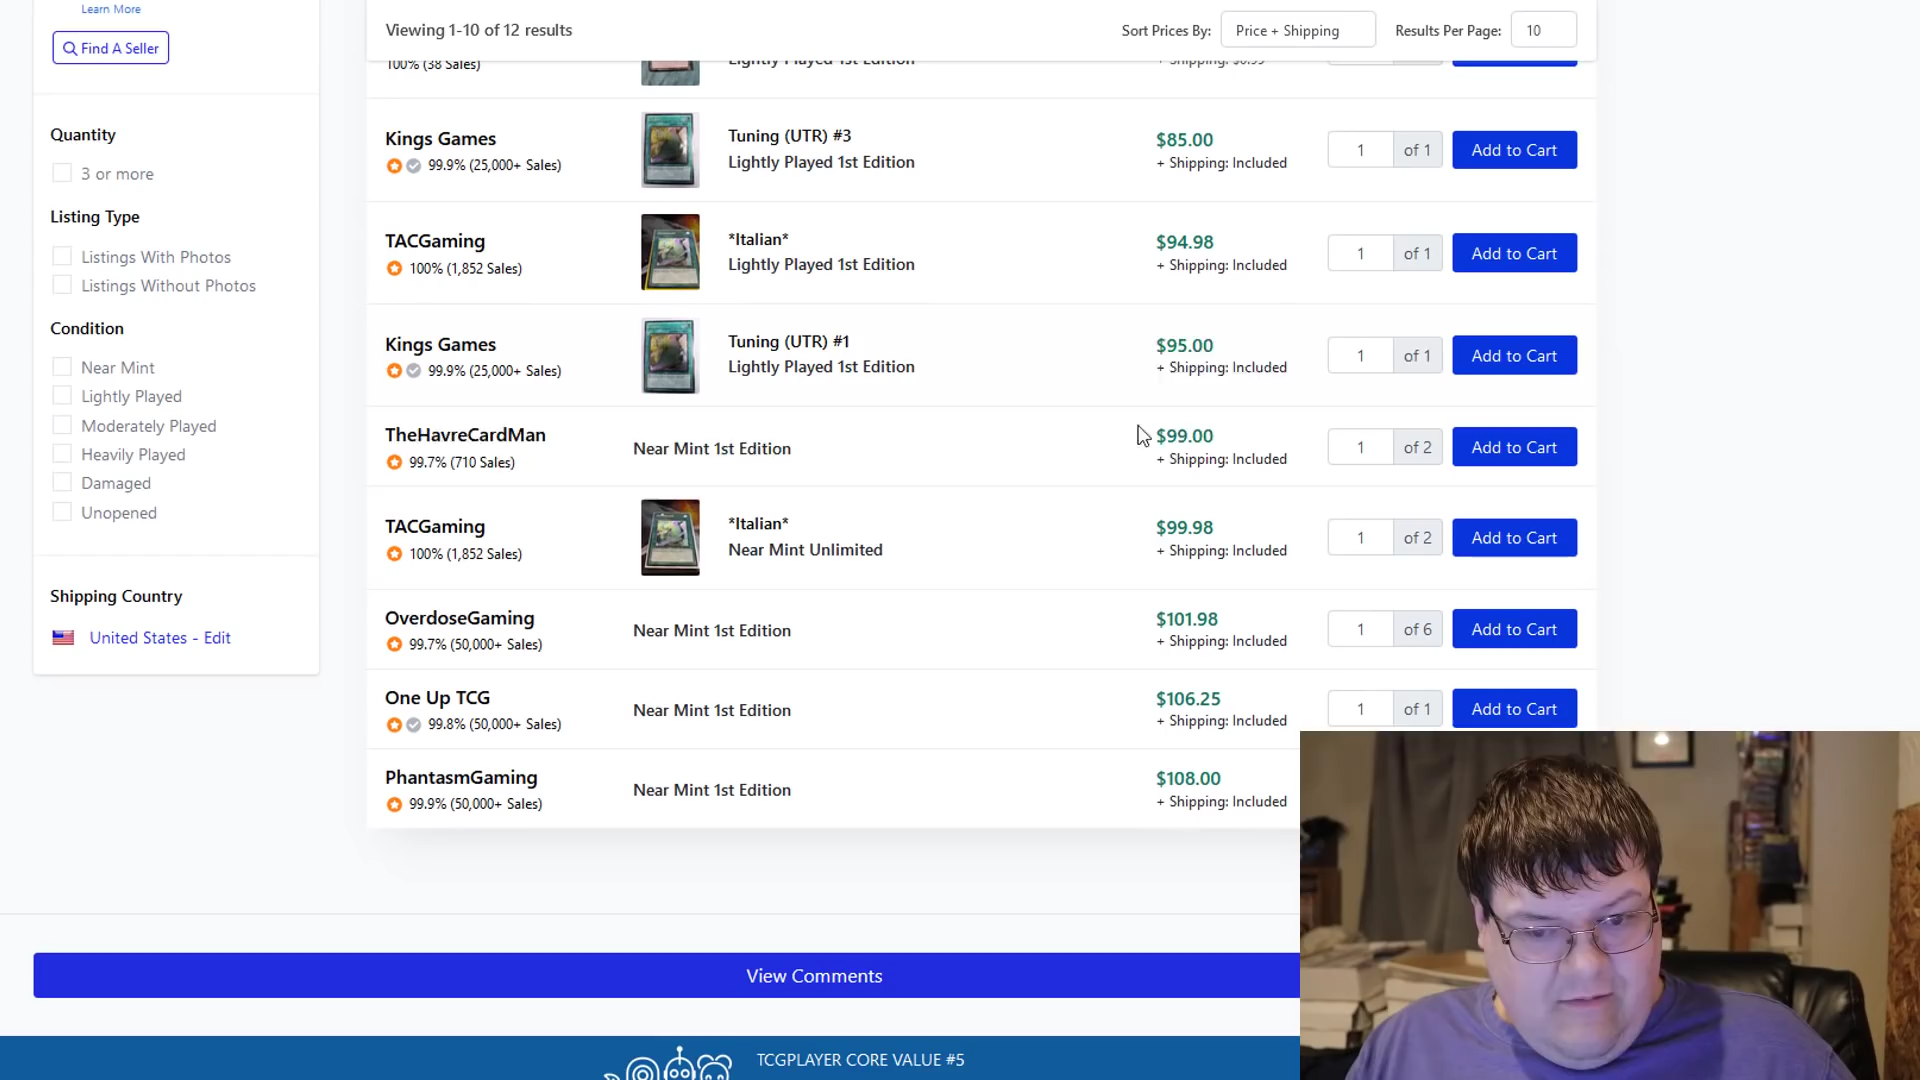 Learn More
Find A Seller
Viewing 1-10 of 12 results
Sort Prices By:
Price + Shipping
Results Per Page:
10
100% (38 Sales)
Lightly Played 1st Edition
+ Shipping: $0.99
Quantity
3 or more
Listing Type
Listings With Photos
Listings Without Photos
Condition
Near Mint
Lightly Played
Moderately Played
Heavily Played
Damaged
Unopened
Shipping Country
United States - Edit
Kings Games
99.9% (25,000+ Sales)
Tuning (UTR) #3
Lightly Played 1st Edition
$85.00
+ Shipping: Included
1 of 1
Add to Cart
TACGaming
100% (1,852 Sales)
*Italian*
Lightly Played 1st Edition
$94.98
+ Shipping: Included
1 of 1
Add to Cart
Kings Games
99.9% (25,000+ Sales)
Tuning (UTR) #1
Lightly Played 1st Edition
$95.00
+ Shipping: Included
1 of 1
Add to Cart
TheHavreCardMan
99.7% (710 Sales)
Near Mint 1st Edition
$99.00
+ Shipping: Included
1 of 2
Add to Cart
TACGaming
100% (1,852 Sales)
*Italian*
Near Mint Unlimited
$99.98
+ Shipping: Included
1 of 2
Add to Cart
OverdoseGaming
99.7% (50,000+ Sales)
Near Mint 1st Edition
$101.98
+ Shipping: Included
1 of 6
Add to Cart
One Up TCG
99.8% (50,000+ Sales)
Near Mint 1st Edition
$106.25
+ Shipping: Included
1 of 1
Add to Cart
PhantasmGaming
99.9% (50,000+ Sales)
Near Mint 1st Edition
$108.00
+ Shipping: Included
View Comments
TCGPLAYER CORE VALUE #5